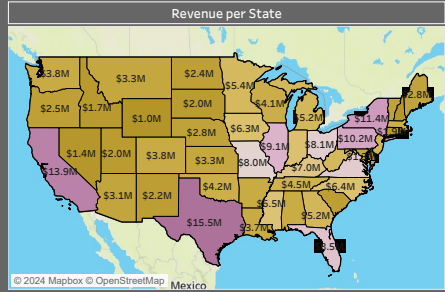 Revenue per State
$3.8M
$3.3M
$2.4M
$5.4M
$2.8M
$2.5M
$1.7M
$2.0M
$4.1M
$5.2M
$11.4M
$1.0M
$2.8M
$6.3M
$10.2M
$1.4M
$2.0M
$3.8M
$3.3M
$8.0M
$9.1M
$8.1M
$7.0M
$13.9M
$3.1M
$2.2M
$4.2M
$4.5M
$6.4M
$15.5M
$3.7M
$5.2M
© 2024 Mapbox © OpenStreetMap
Mexico